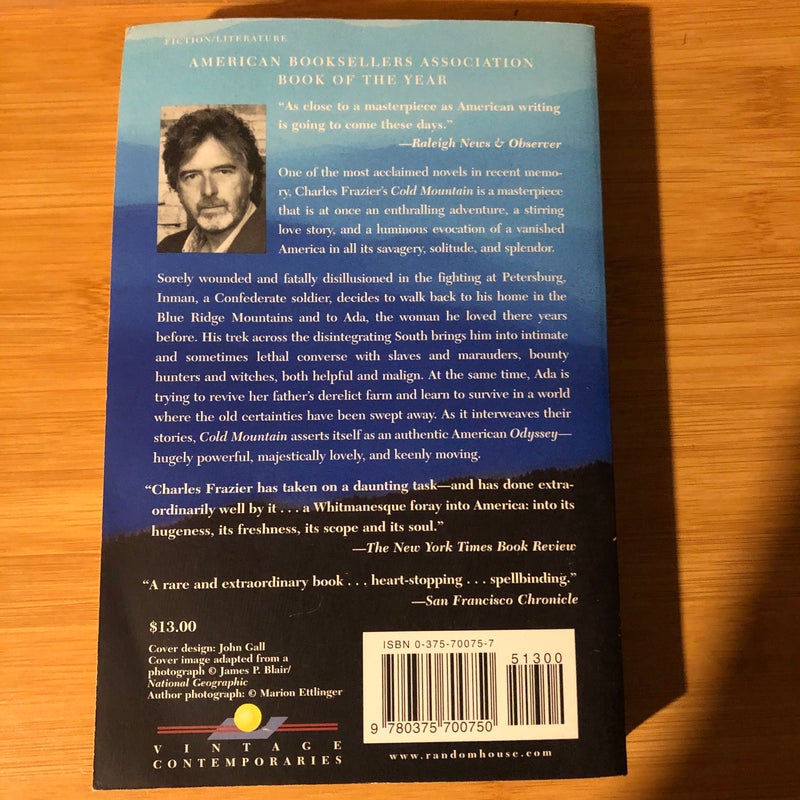 FICTION/LITERATURE
AMERICAN BOOKSELLERS ASSOCIATION
BOOK OF THE YEAR
“As close to a masterpiece as American writing
is going to come these days.”
—Raleigh News & Observer
One of the most acclaimed novels in recent memo-
ry, Charles Frazier's Cold Mountain is a masterpiece
that is at once an enthralling adventure, a stirring
love story, and a luminous evocation of a vanished
America in all its savagery, solitude, and splendor.
Sorely wounded and fatally disillusioned in the fighting at Petersburg,
Inman, a Confederate soldier, decides to walk back to his home in the
Blue Ridge Mountains and to Ada, the woman he loved there years
before. His trek across the disintegrating South brings him into intimate
and sometimes lethal converse with slaves and marauders, bounty
hunters and witches, both helpful and malign. At the same time, Ada is
trying to revive her father's derelict farm and learn to survive in a world
where the old certainties have been swept away. As it interweaves their
stories, Cold Mountain asserts itself as an authentic American Odyssey—
hugely powerful, majestically lovely, and keenly moving.
“Charles Frazier has taken on a daunting task—and has done extra-
ordinarily well by it . . . a Whitmanesque foray into America: into its
hugeness, its freshness, its scope and its soul.”
—The New York Times Book Review
“A rare and extraordinary book . . . heart-stopping . . . spellbinding.”
—San Francisco Chronicle
$13.00
Cover design: John Gall
Cover image adapted from a
photograph © James P. Blair/
National Geographic
Author photograph: © Marion Ettlinger
VINTAGE
CONTEMPORARIES
ISBN 0-375-70075-7
51300
9 780375 700750
www.randomhouse.com